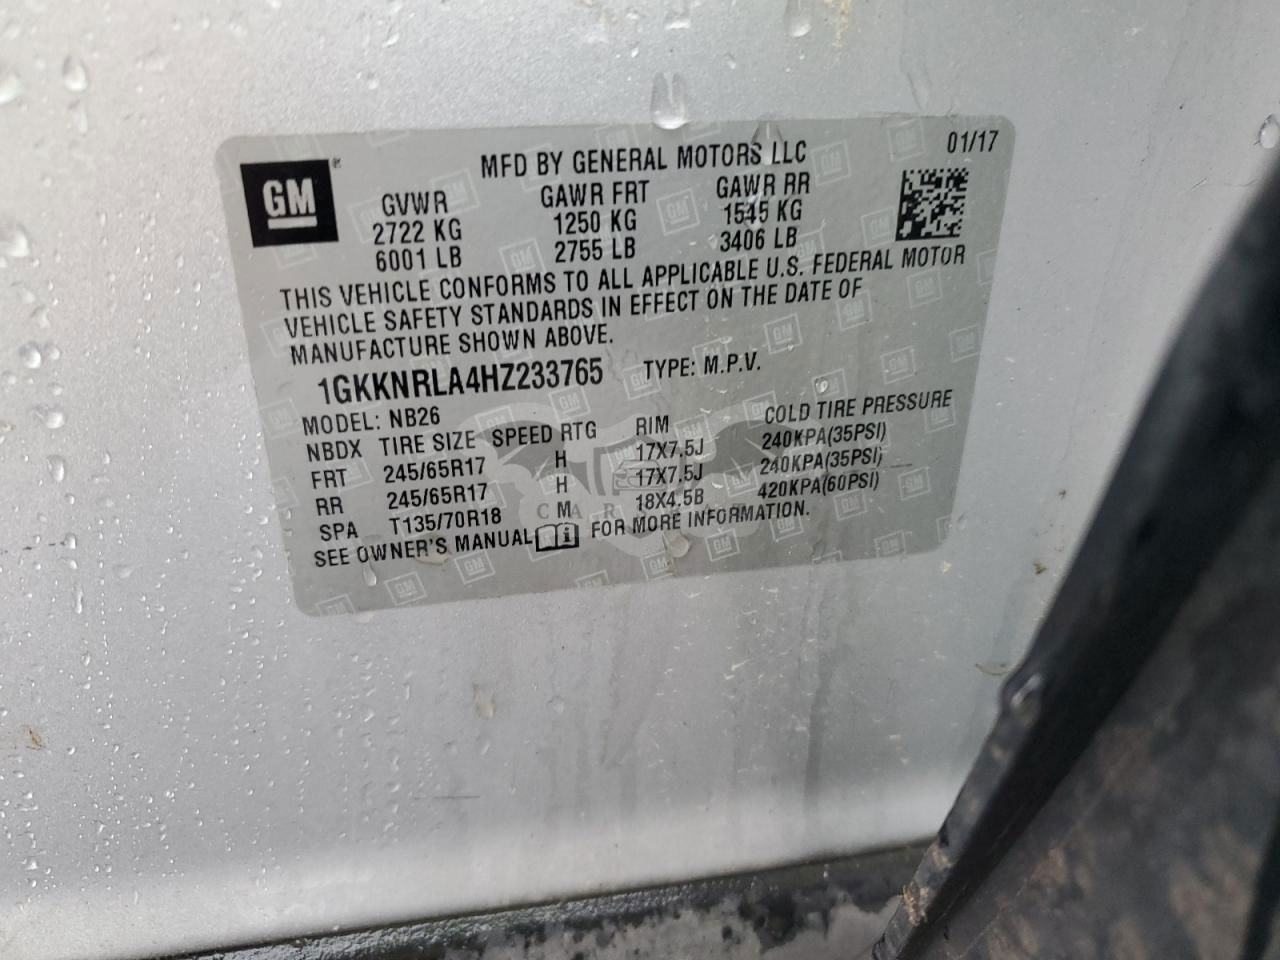 GM
MFD BY GENERAL MOTORS LLC 01/17
GVWR GAWR FRT GAWR RR
2722 KG 1250 KG 1545 KG
6001 LB 2755 LB 3406 LB
THIS VEHICLE CONFORMS TO ALL APPLICABLE U.S. FEDERAL MOTOR
VEHICLE SAFETY STANDARDS IN EFFECT ON THE DATE OF
MANUFACTURE SHOWN ABOVE.
1GKKNRLA4HZ233765 TYPE: M.P.V.
MODEL: NB26
NBDX TIRE SIZE SPEED RTG RIM COLD TIRE PRESSURE
FRT 245/65R17 H 17X7.5J 240KPA(35PSI)
RR 245/65R17 H 17X7.5J 240KPA(35PSI)
SPA T135/70R18 M 18X4.5B 420KPA(60PSI)
SEE OWNER'S MANUAL FOR MORE INFORMATION.